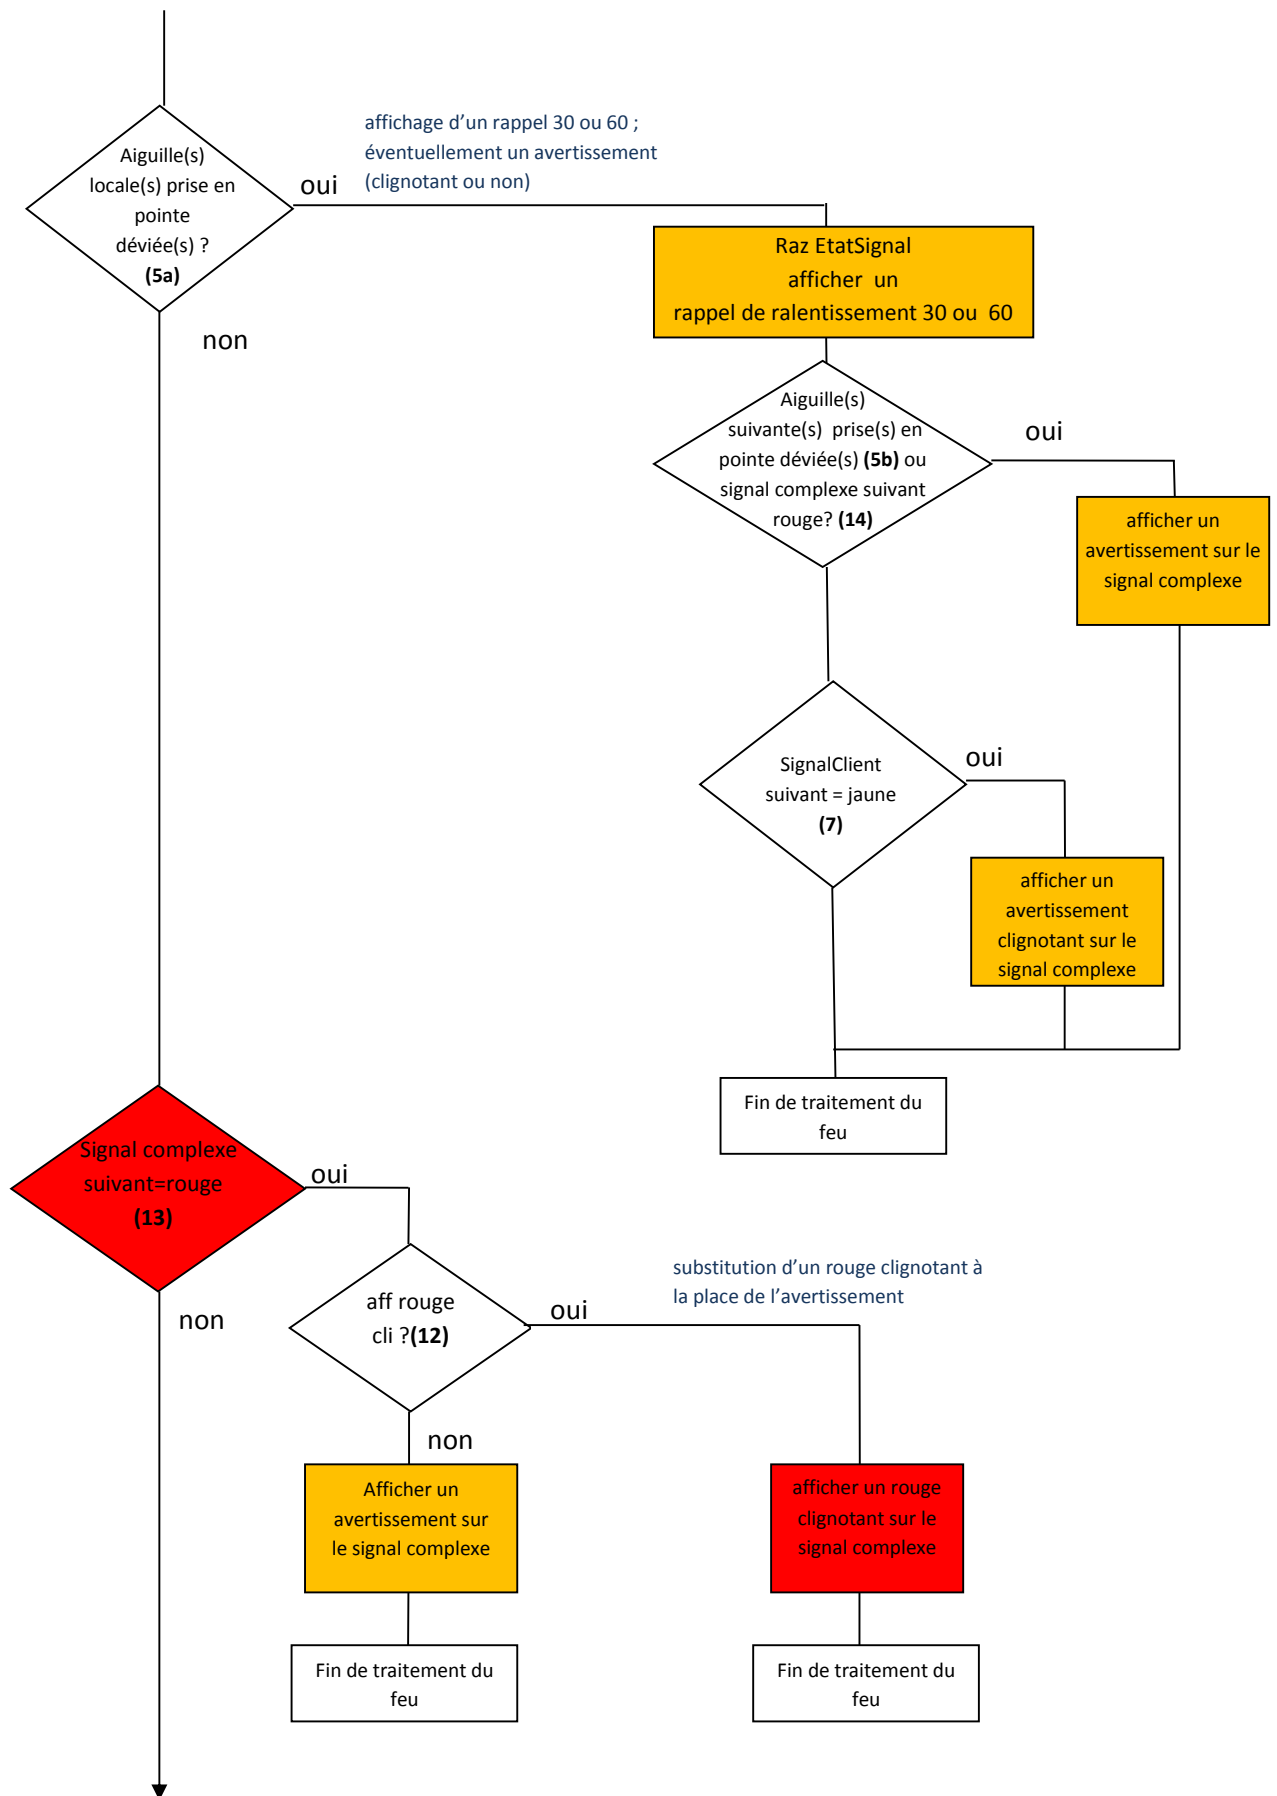 affichage d'un rappel 30 ou 60 ;
éventuellement un avertissement
(clignotant ou non)
Aiguille(s)
locale(s) prise en
pointe
déviée(s) ?
(5a)
oui
non
Raz EtatSignal
afficher un
rappel de ralentissement 30 ou 60
Aiguille(s)
suivante(s) prise(s) en
pointe déviée(s) (5b) ou
signal complexe suivant
rouge? (14)
oui
afficher un
avertissement sur le
signal complexe
SignalClient
suivant = jaune
(7)
oui
afficher un
avertissement
clignotant sur le
signal complexe
Fin de traitement du
feu
Signal complexe
suivant=rouge
(13)
oui
non
aff rouge
cli ?(12)
oui
substitution d'un rouge clignotant à
la place de l'avertissement
non
Afficher un
avertissement sur
le signal complexe
afficher un rouge
clignotant sur le
signal complexe
Fin de traitement du
feu
Fin de traitement du
feu